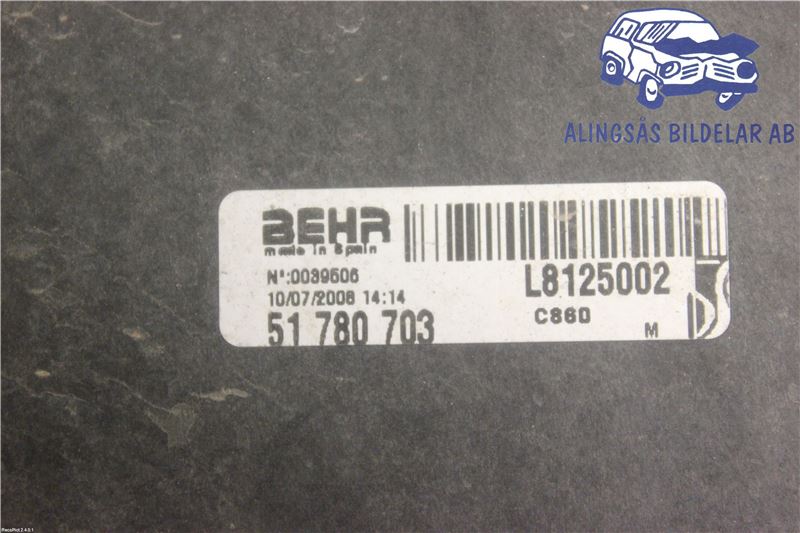 ALINGSÅS BILDELAR AB
BEHR
made in Spain
N°:0039506
10/07/2008 14:14
51 780 703
L8125002
C860
M